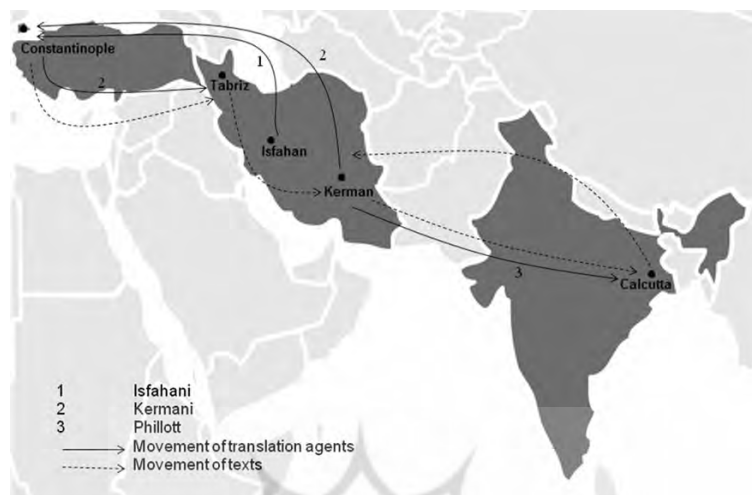 Constantinople
1
2
2
Tabriz
Isfahan
Kerman
3
Calcutta
1 Isfahani
2 Kermani
3 Phillott
Movement of translation agents
Movement of texts